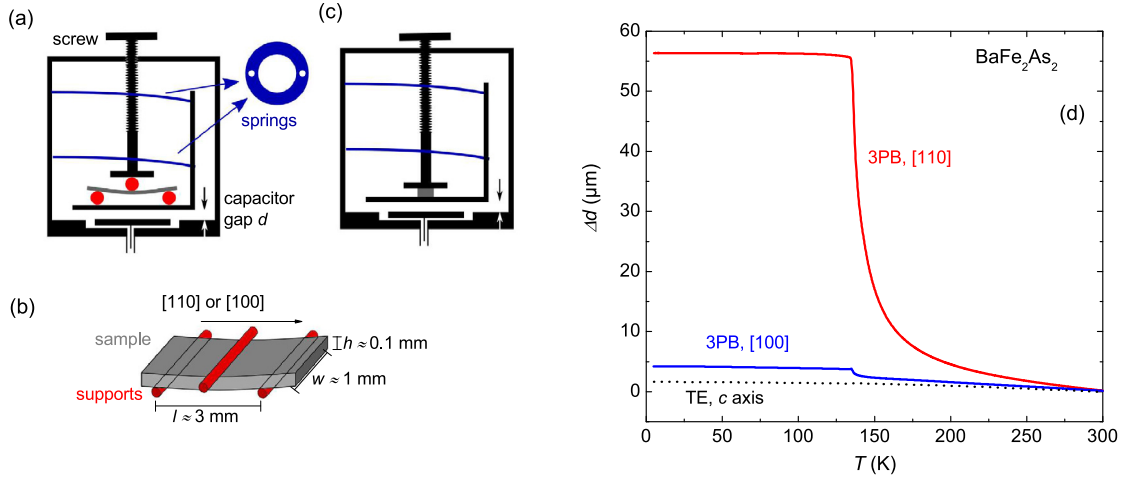 (a)
screw
springs
capacitor
gap d
(c)
(b)
[110] or [100]
sample
h ≈ 0.1 mm
w ≈ 1 mm
supports
l ≈ 3 mm
60
50
40
30
20
10
0
Δd (μm)
BaFe₂As₂
(d)
3PB, [110]
3PB, [100]
TE, c axis
0 50 100 150 200 250 300
T (K)